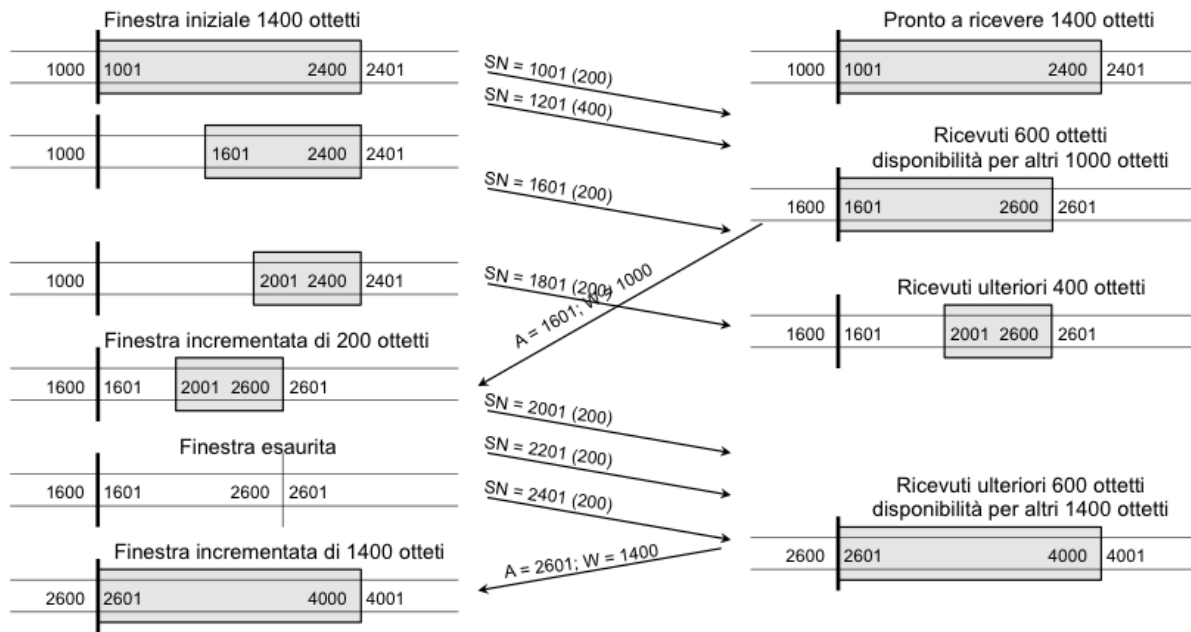 Finestra iniziale 1400 ottetti
1000 1001 2400 2401
1000 1601 2400 2401
1000 2001 2400 2401
Finestra incrementata di 200 ottetti
1600 1601 2001 2600 2601
Finestra esaurita
1600 1601 2600 2601
Finestra incrementata di 1400 otteti
2600 2601 4000 4001
SN = 1001 (200)
SN = 1201 (400)
SN = 1601 (200)
SN = 1801 (200)
A = 1601; W = 1000
SN = 2001 (200)
SN = 2201 (200)
SN = 2401 (200)
A = 2601; W = 1400
Pronto a ricevere 1400 ottetti
1000 1001 2400 2401
Ricevuti 600 ottetti
disponibilità per altri 1000 ottetti
1600 1601 2600 2601
Ricevuti ulteriori 400 ottetti
1600 1601 2001 2600 2601
Ricevuti ulteriori 600 ottetti
disponibilità per altri 1400 ottetti
2600 2601 4000 4001